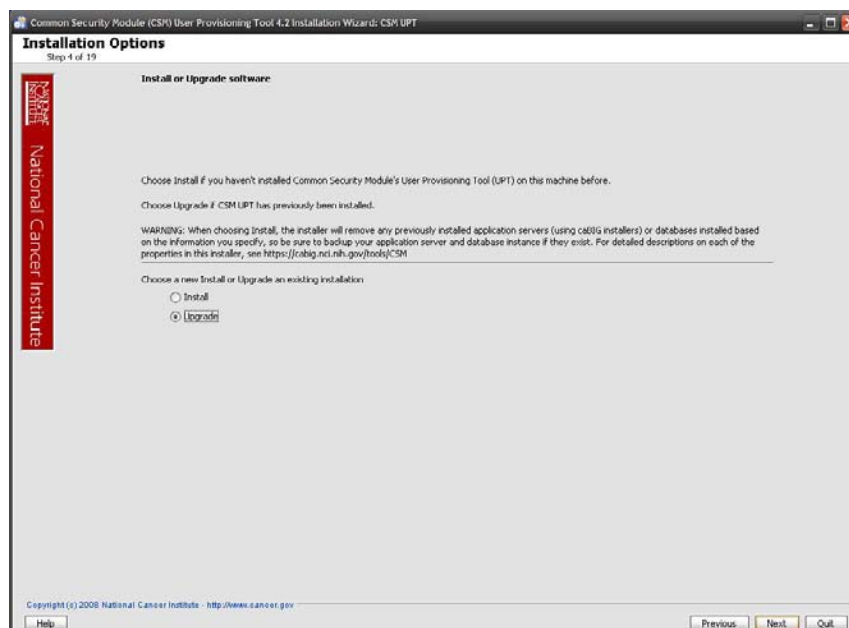 Common Security Module (CSM) User Provisioning Tool 4.2 Installation Wizard: CSM UPT
Installation Options
Step 4 of 19
NATIONAL
CANCER
INSTITUTE
National Cancer Institute
Install or Upgrade software
Choose Install if you haven't installed Common Security Module's User Provisioning Tool (UPT) on this machine before.
Choose Upgrade if CSM UPT has previously been installed.
WARNING: When choosing Install, the installer will remove any previously installed application servers (using caBIG installers) or databases installed based
on the information you specify, so be sure to backup your application server and database instance if they exist. For detailed descriptions on each of the
properties in this installer, see https://cabig.nci.nih.gov/tools/CSM
Choose a new Install or Upgrade an existing installation
Install
Upgrade
Copyright (c) 2008 National Cancer Institute - http://www.cancer.gov
Help
Previous
Next
Quit